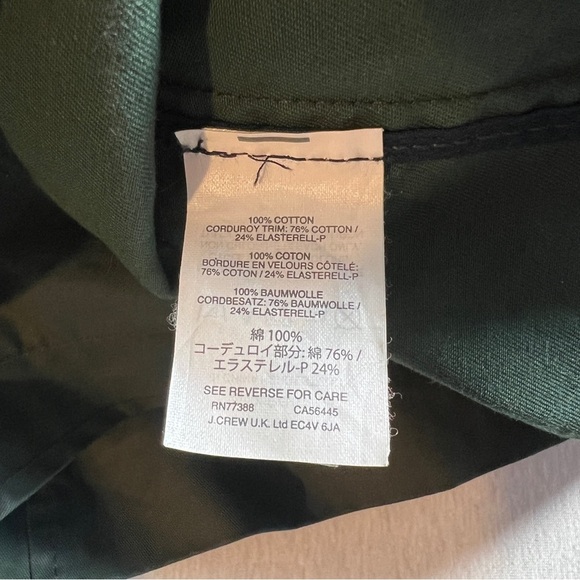 100% COTTON
CORDUROY TRIM: 76% COTTON /
24% ELASTERELL-P
100% COTON
BORDURE EN VELOURS CÔTELÉ:
76% COTON / 24% ELASTERELL-P
100% BAUMWOLLE
CORDBESATZ: 76% BAUMWOLLE /
24% ELASTERELL-P
綿 100%
コーデュロイ部分: 綿 76% /
エラステレル-P 24%
SEE REVERSE FOR CARE
RN77388 CA56445
J.CREW U.K. Ltd EC4V 6JA